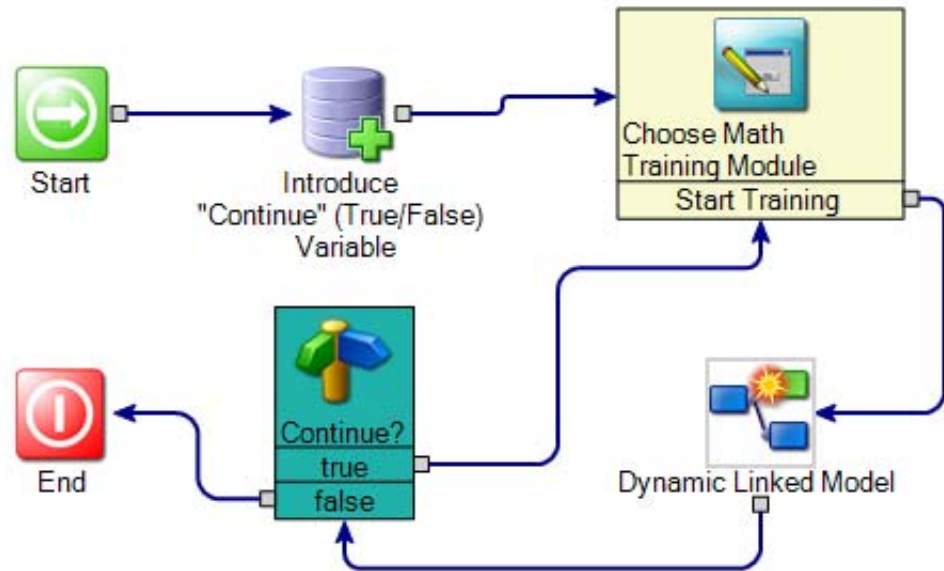 Start
Introduce
"Continue" (True/False)
Variable
Choose Math
Training Module
Start Training
End
Continue?
true
false
Dynamic Linked Model